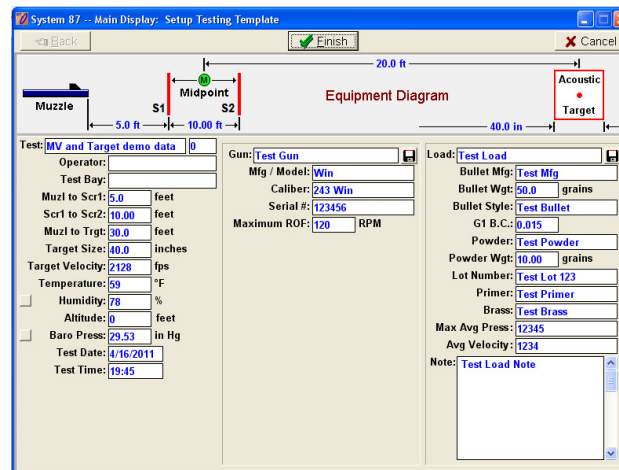 System 87 -- Main Display: Setup Testing Template
Back
Finish
Cancel
20.0 ft
M
Midpoint
Muzzle
S1
S2
Equipment Diagram
Acoustic
Target
5.0 ft
10.00 ft
40.0 in
Test: MV and Target demo data 0
Operator:
Test Bay:
Muzl to Scr1: 5.0 feet
Scr1 to Scr2: 10.00 feet
Muzl to Trgt: 30.0 feet
Target Size: 40.0 inches
Target Velocity: 2128 fps
Temperature: 59 °F
Humidity: 78 %
Altitude: 0 feet
Baro Press: 29.53 in Hg
Test Date: 4/16/2011
Test Time: 19:45
Gun: Test Gun
Mfg / Model: Win
Caliber: 243 Win
Serial #: 123456
Maximum ROF: 120 RPM
Load: Test Load
Bullet Mfg: Test Mfg
Bullet Wgt: 50.0 grains
Bullet Style: Test Bullet
G1 B.C.: 0.015
Powder: Test Powder
Powder Wgt: 10.00 grains
Lot Number: Test Lot 123
Primer: Test Primer
Brass: Test Brass
Max Avg Press: 12345
Avg Velocity: 1234
Note: Test Load Note